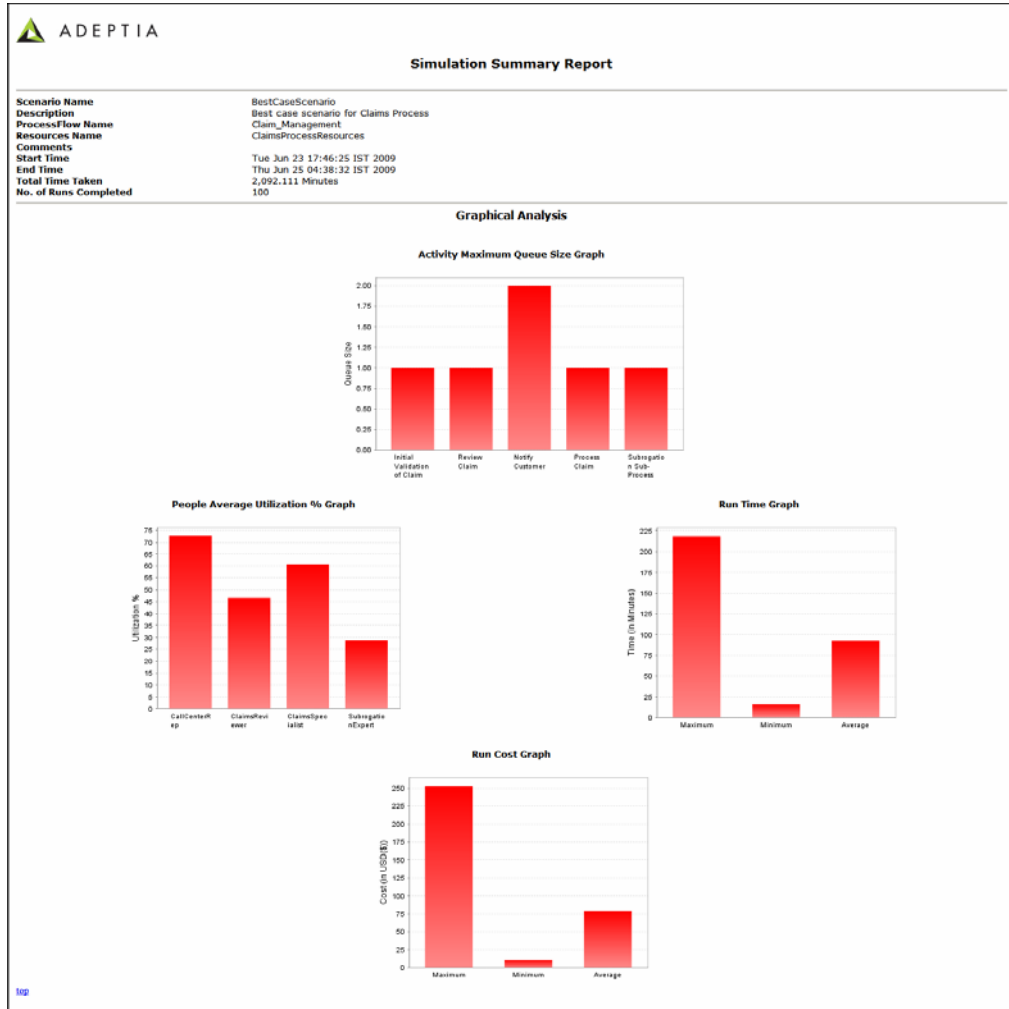 ADEPTIA
Simulation Summary Report
Scenario Name BestCaseScenario
Description Best case scenario for Claims Process
ProcessFlow Name Claim_Management
Resources Name ClaimsProcessResources
Comments
Start Time Tue Jun 23 17:46:25 IST 2009
End Time Thu Jun 25 04:38:32 IST 2009
Total Time Taken 2,092.111 Minutes
No. of Runs Completed 100
Graphical Analysis
Activity Maximum Queue Size Graph
Queue Size
2.00
1.75
1.50
1.25
1.00
0.75
0.50
0.25
0.00
Initial
Validation
of Claim
Review
Claim
Notify
Customer
Process
Claim
Subrogatio
n Sub-
Process
People Average Utilization % Graph
Utilization %
75
70
65
60
55
50
45
40
35
30
25
20
15
10
5
0
CallCenterR
ep
ClaimsRevi
ewer
ClaimsSpec
ialist
Subrogatio
nExpert
Run Time Graph
Time (in Minutes)
225
200
175
150
125
100
75
50
25
0
Maximum
Minimum
Average
Run Cost Graph
Cost (in USD($))
250
225
200
175
150
125
100
75
50
25
0
Maximum
Minimum
Average
top